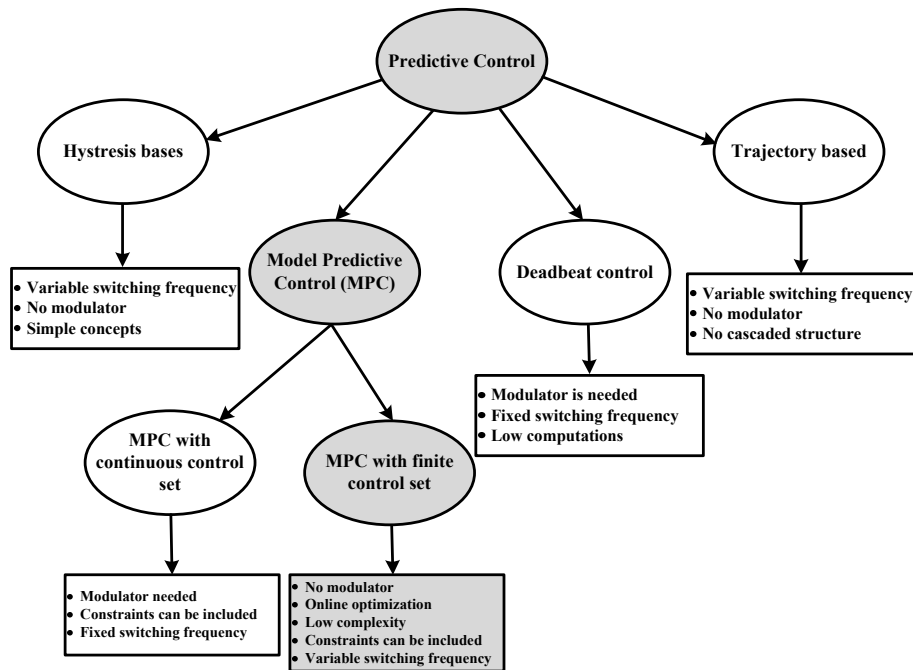 Predictive Control
Hystresis bases
Trajectory based
Model Predictive
Control (MPC)
Deadbeat control
• Variable switching frequency
• No modulator
• Simple concepts
• Variable switching frequency
• No modulator
• No cascaded structure
• Modulator is needed
• Fixed switching frequency
• Low computations
MPC with
continuous control
set
MPC with finite
control set
• Modulator needed
• Constraints can be included
• Fixed switching frequency
• No modulator
• Online optimization
• Low complexity
• Constraints can be included
• Variable switching frequency